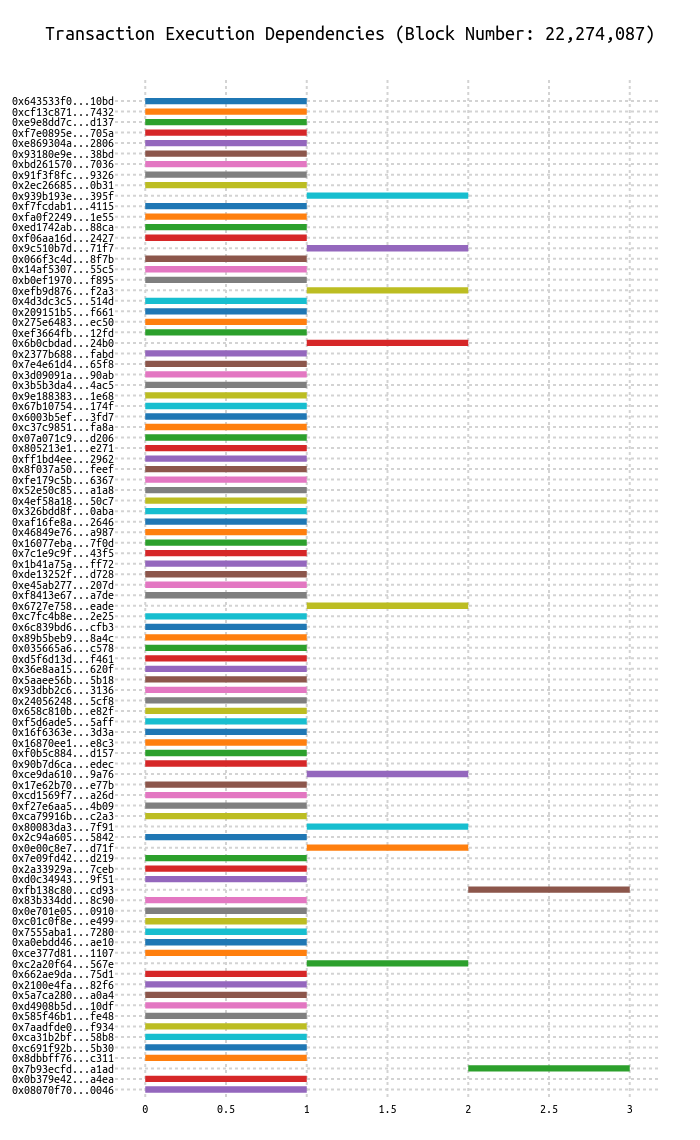 Transaction Execution Dependencies (Block Number: 22,274,087)
0x643533f0...10bd
0xcf13c871...7432
0xe9e8dd7c...d137
0xf7e0895e...705a
0xe869304a...2806
0x93180e9e...38bd
0xbd261570...7036
0x91f3f8fc...9326
0x2ec26685...0b31
0x939b193e...395f
0xf7fcdab1...4115
0xfa0f2249...1e55
0xed1742ab...88ca
0xf06aa16d...2427
0x9c510b7d...71f7
0x066f3c4d...8f7b
0x14af5307...55c5
0xb0ef1970...f895
0xefb9d876...f2a3
0x4d3dc3c5...514d
0x209151b5...f661
0x275e6483...ec50
0xef3664fb...12fd
0x6b0cbdad...24b0
0x2377b688...fabd
0x7e4e61d4...65f8
0x3d09091a...90ab
0x3b5b3da4...4ac5
0x9e188383...1e68
0x67b10754...174f
0x6003b5ef...3fd7
0xc37c9851...fa8a
0x07a071c9...d206
0x805213e1...e271
0xff1bd4ee...2962
0x8f037a50...feef
0xfe179c5b...6367
0x52e50c85...a1a8
0x4ef58a18...50c7
0x326bdd8f...0aba
0xaf16fe8a...2646
0x46849e76...a987
0x16077eba...7f0d
0x7c1e9c9f...43f5
0x1b41a75a...ff72
0xde13252f...d728
0xe45ab277...207d
0xf8413e67...a7de
0x6727e758...eade
0xc7fc4b8e...2e25
0x6c839bd6...cfb3
0x89b5beb9...8a4c
0x035665a6...c578
0xd5f6d13d...f461
0x36e8aa15...620f
0x5aaee56b...5b18
0x93dbb2c6...3136
0x24056248...5cf8
0x658c810b...e82f
0xf5d6ade5...5aff
0x16f6363e...3d3a
0x16870ee1...e8c3
0xf0b5c884...d157
0x90b7d6ca...edec
0xce9da610...9a76
0x17e62b70...e77b
0xcd1569f7...a26d
0xf27e6aa5...4b09
0xca79916b...c2a3
0x80083da3...7f91
0x2c94a605...5842
0x0e00c8e7...d71f
0x7e09fd42...d219
0x2a33929a...7ceb
0xd0c34943...9f51
0xfb138c80...cd93
0x83b334dd...8c90
0x0e701e05...0910
0xc01c0f8e...e499
0x7555aba1...7280
0xa0ebdd46...ae10
0xce377d81...1107
0xc2a20f64...567e
0x662ae9da...75d1
0x2100e4fa...82f6
0x5a7ca280...a0a4
0xd4908b5d...10df
0x585f46b1...fe48
0x7aadfde0...f934
0xca31b2bf...58b8
0xc691f92b...5b30
0x8dbbff76...c311
0x7b93ecfd...a1ad
0x0b379e42...a4ea
0x08070f70...0046
0 0.5 1 1.5 2 2.5 3